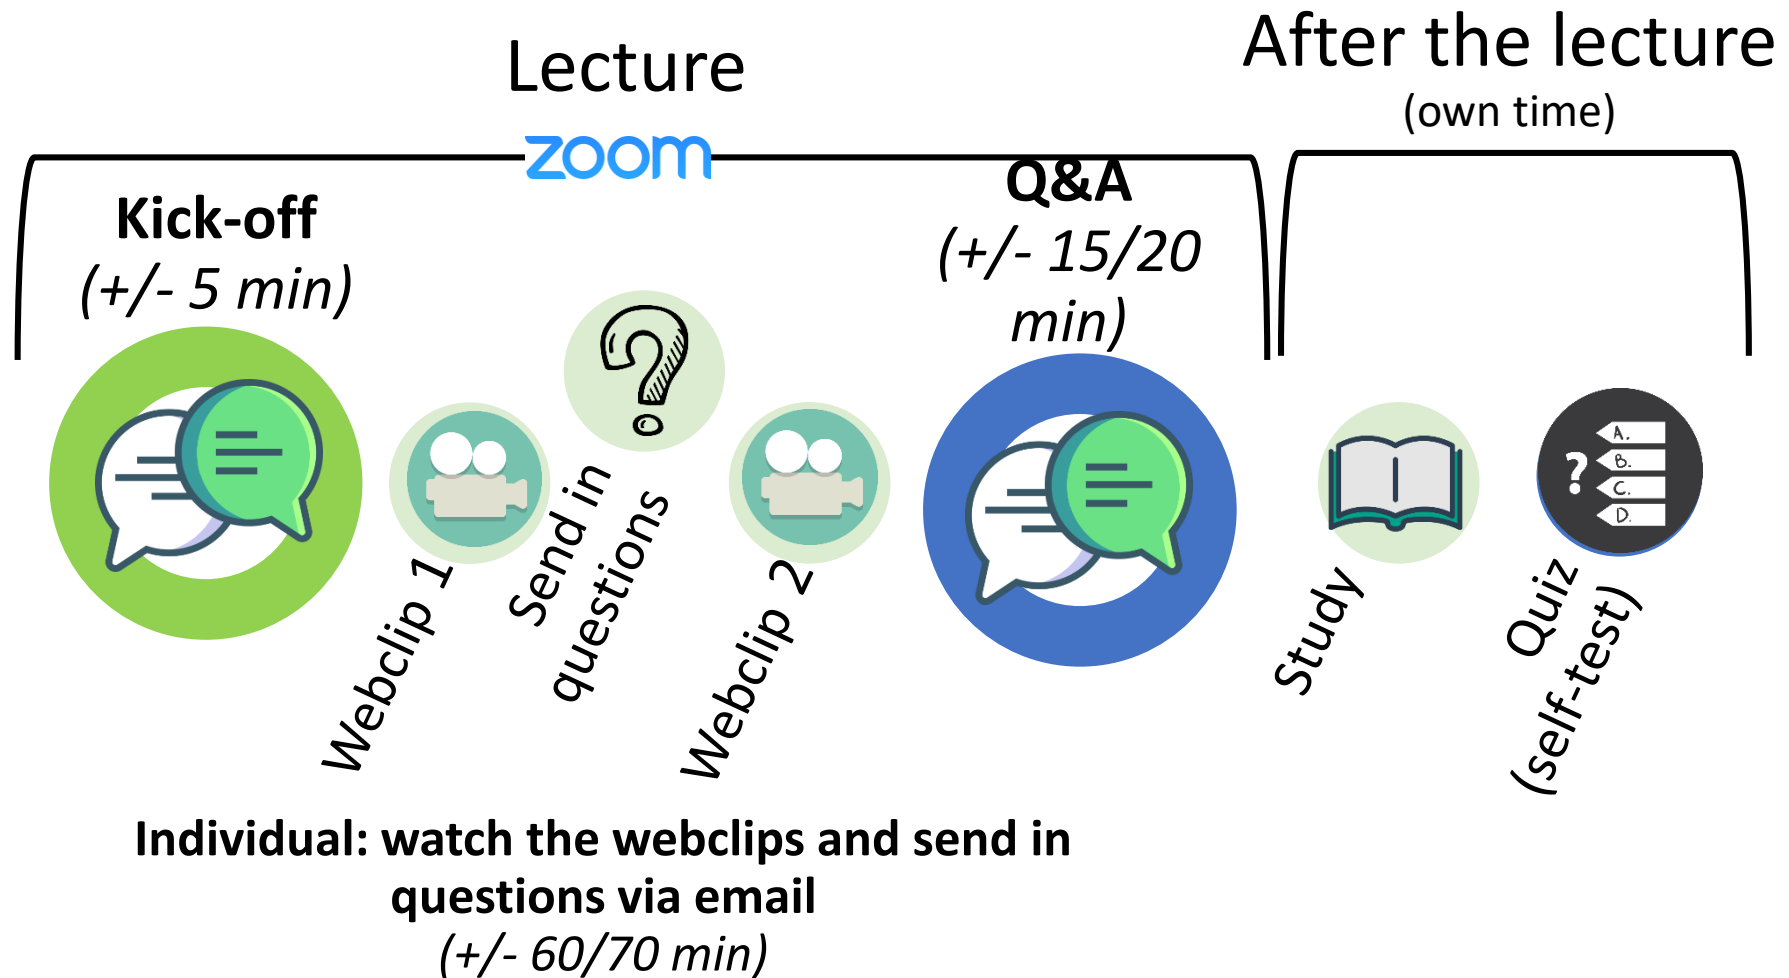 Lecture
zoom
After the lecture
(own time)
Kick-off
(+/- 5 min)
Q&A
(+/- 15/20
min)
Webclip 1
Send in
questions
Webclip 2
Study
?
A.
B.
C.
D.
Quiz
(self-test)
Individual: watch the webclips and send in
questions via email
(+/- 60/70 min)